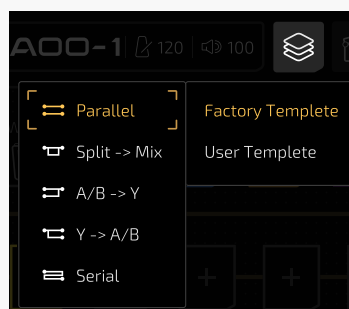 A00-1 120 100
Parallel
Factory Templete
Split -> Mix
User Templete
A/B -> Y
Y -> A/B
Serial